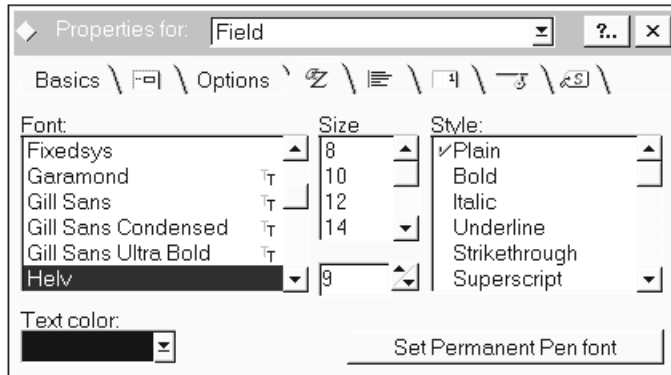 Properties for: Field ?..
Basics Options
Font: Size Style:
Fixedsys 8 ✓Plain
Garamond 10 Bold
Gill Sans 12 Italic
Gill Sans Condensed 14 Underline
Gill Sans Ultra Bold Strikethrough
Helv 9 Superscript
Text color:
Set Permanent Pen font